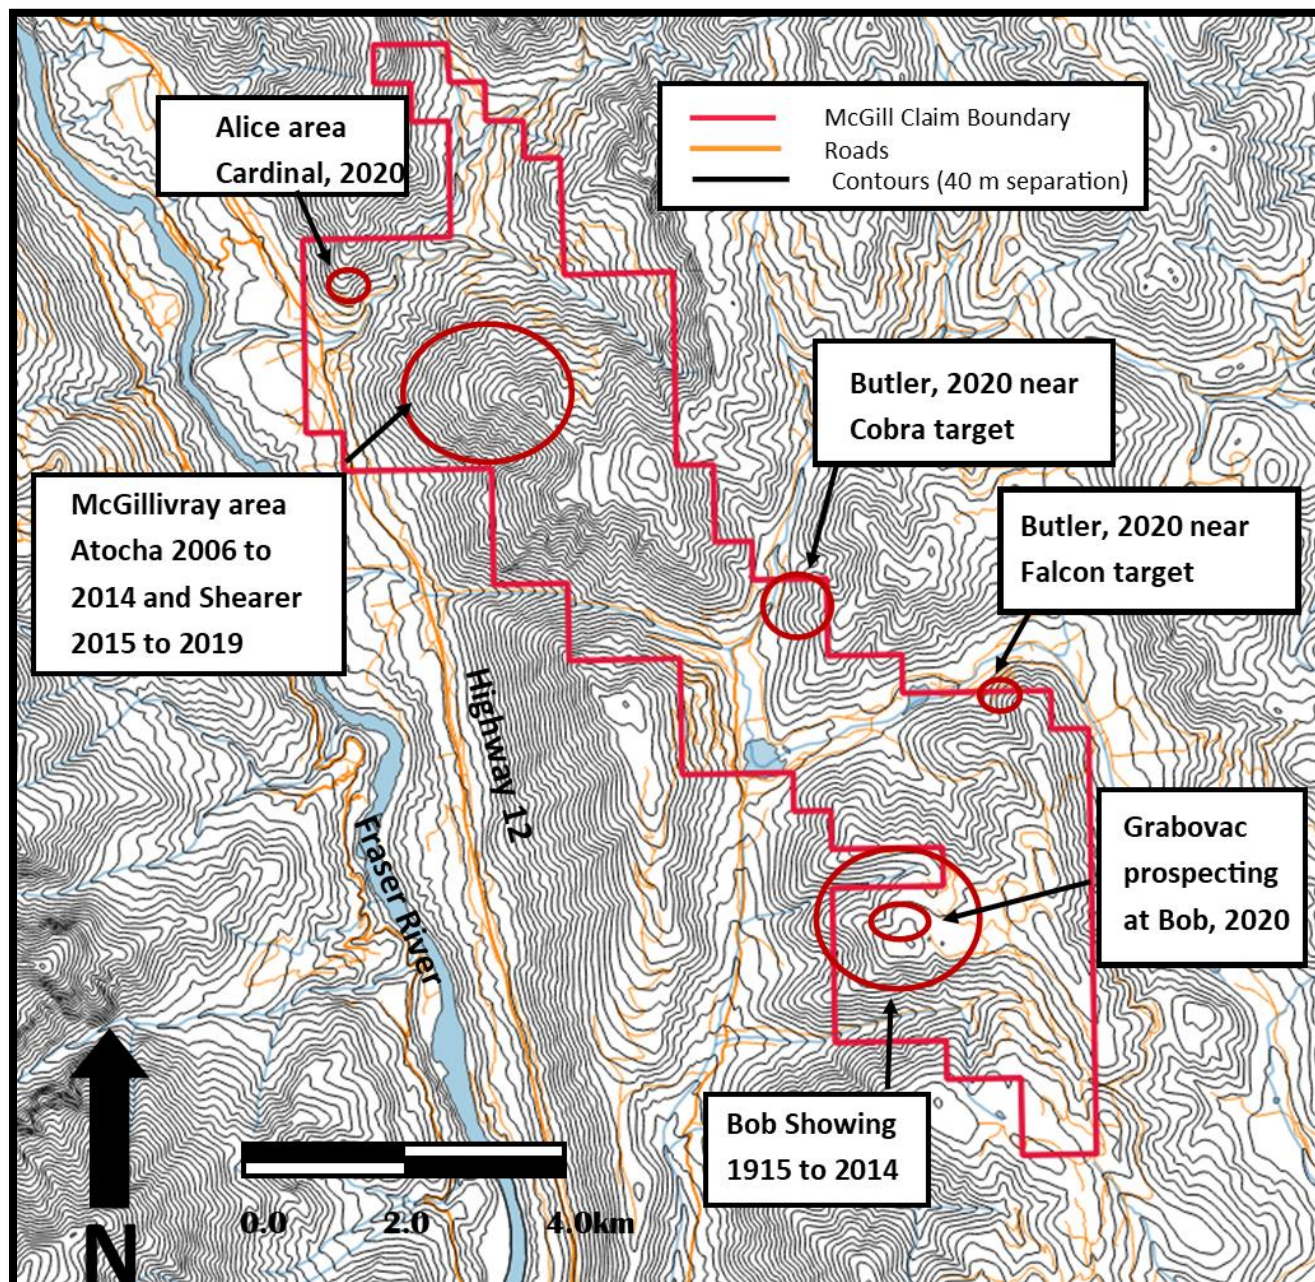 Alice area
Cardinal, 2020
McGill Claim Boundary
Roads
Contours (40 m separation)
Butler, 2020 near
Cobra target
McGillivray area
Atocha 2006 to
2014 and Shearer
2015 to 2019
Butler, 2020 near
Falcon target
Highway 12
Fraser River
Grabovac
prospecting
at Bob, 2020
Bob Showing
1915 to 2014
0.0 2.0 4.0km
N